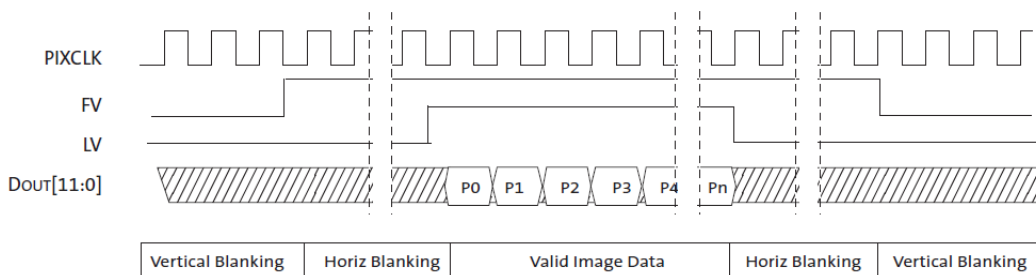 PIXCLK
FV
LV
DOUT[11:0]
P0 P1 P2 P3 P4 Pn
Vertical Blanking Horiz Blanking Valid Image Data Horiz Blanking Vertical Blanking